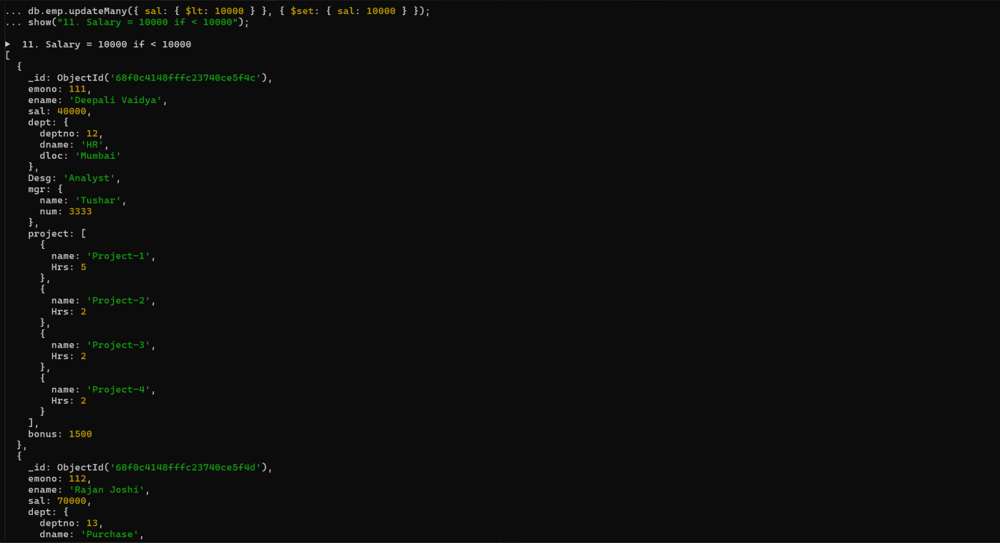 ... db.emp.updateMany({ sal: { $lt: 10000 } }, { $set: { sal: 10000 } });
... show("11. Salary = 10000 if < 10000");
▶  11. Salary = 10000 if < 10000
[
  {
    _id: ObjectId('68f0c4148fffc23740ce5f4c'),
    emono: 111,
    ename: 'Deepali Vaidya',
    sal: 40000,
    dept: {
      deptno: 12,
      dname: 'HR',
      dloc: 'Mumbai'
    },
    Desg: 'Analyst',
    mgr: {
      name: 'Tushar',
      num: 3333
    },
    project: [
      {
        name: 'Project-1',
        Hrs: 5
      },
      {
        name: 'Project-2',
        Hrs: 2
      },
      {
        name: 'Project-3',
        Hrs: 2
      },
      {
        name: 'Project-4',
        Hrs: 2
      }
    ],
    bonus: 1500
  },
  {
    _id: ObjectId('68f0c4148fffc23740ce5f4d'),
    emono: 112,
    ename: 'Rajan Joshi',
    sal: 70000,
    dept: {
      deptno: 13,
      dname: 'Purchase',